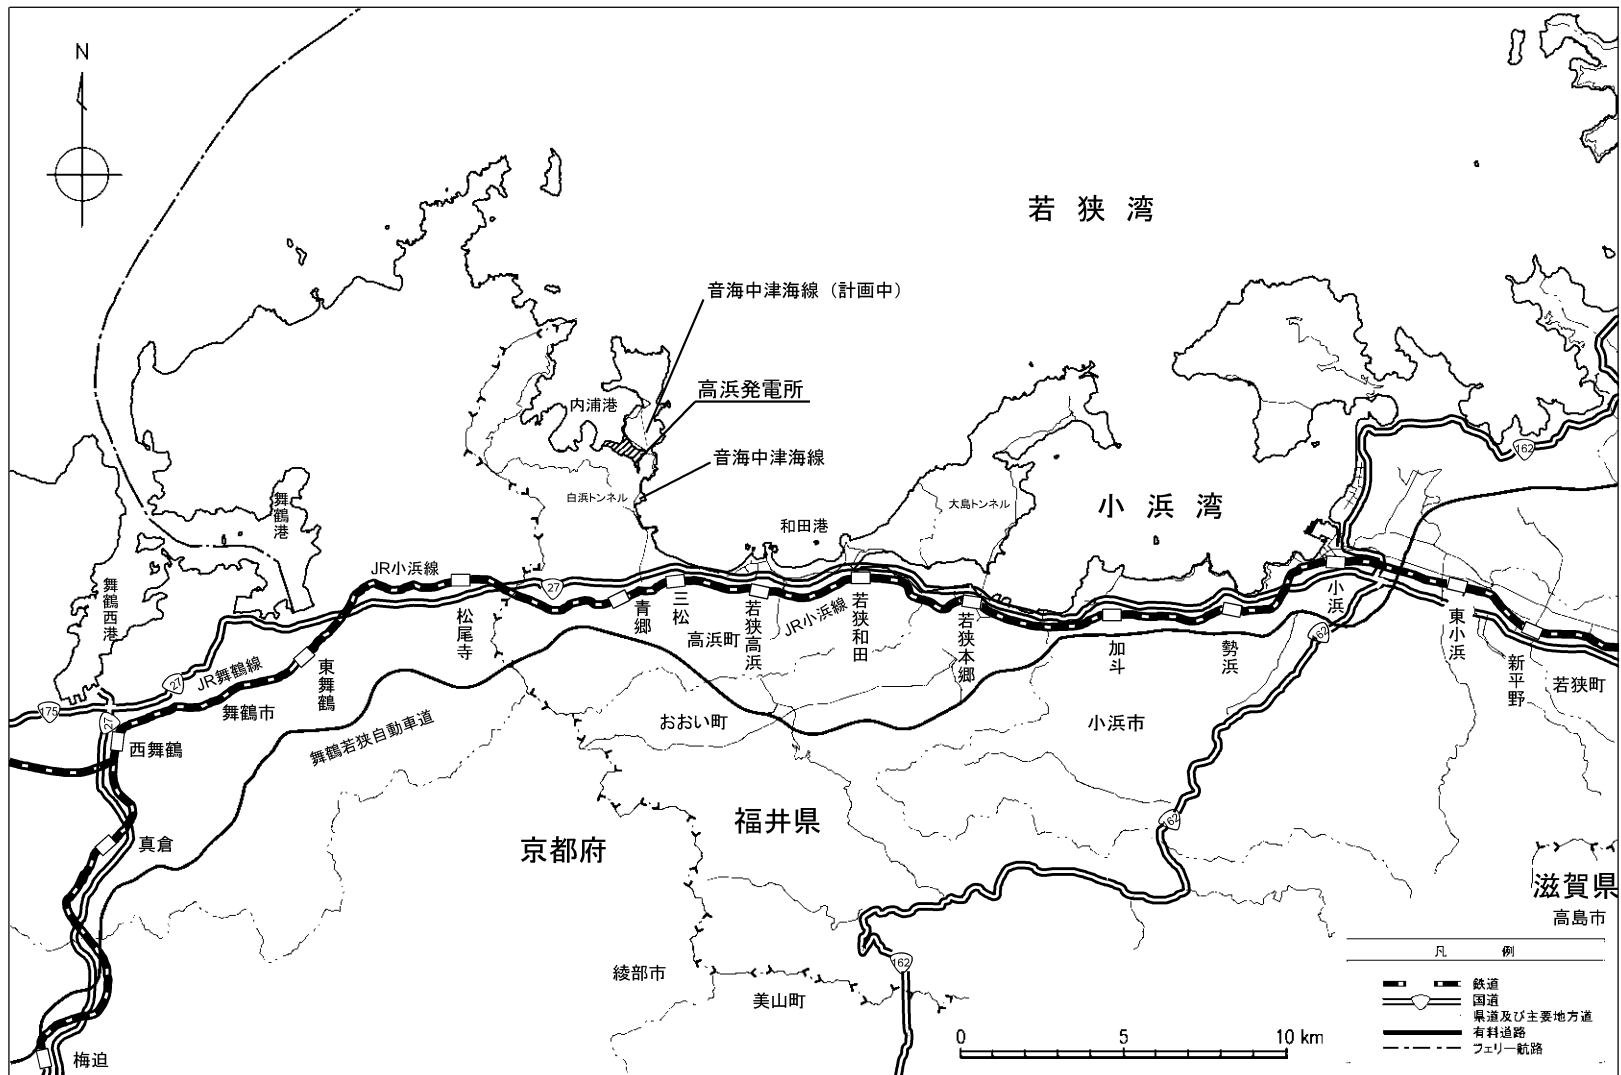 N
若狭湾
音海中津海線（計画中）
高浜発電所
内浦港
音海中津海線
白浜トンネル
大島トンネル
小浜湾
和田港
162
舞鶴港
舞鶴西港
JR小浜線
27
松尾寺
青郷
三松
高浜町
若狭高浜
JR小浜線
若狭和田
若狭本郷
加斗
勢浜
小浜
東小浜
新平野
若狭町
62
東舞鶴
JR舞鶴線
27
175
27
舞鶴市
西舞鶴
舞鶴若狭自動車道
おおい町
小浜市
真倉
京都府
福井県
62
滋賀県
高島市
綾部市
美山町
162
梅迫
0 5 10 km
凡 例
鉄道
国道
県道及び主要地方道
有料道路
フェリー航路